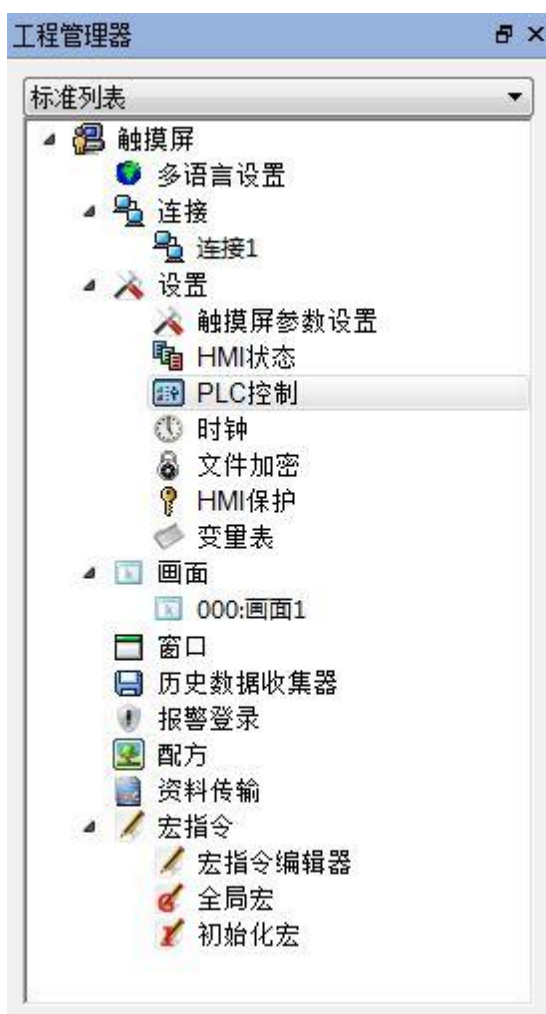 工程管理器
标准列表
触摸屏
多语言设置
连接
连接1
设置
触摸屏参数设置
HMI状态
PLC控制
时钟
文件加密
HMI保护
变量表
画面
000:画面1
窗口
历史数据收集器
报警登录
配方
资料传输
宏指令
宏指令编辑器
全局宏
初始化宏